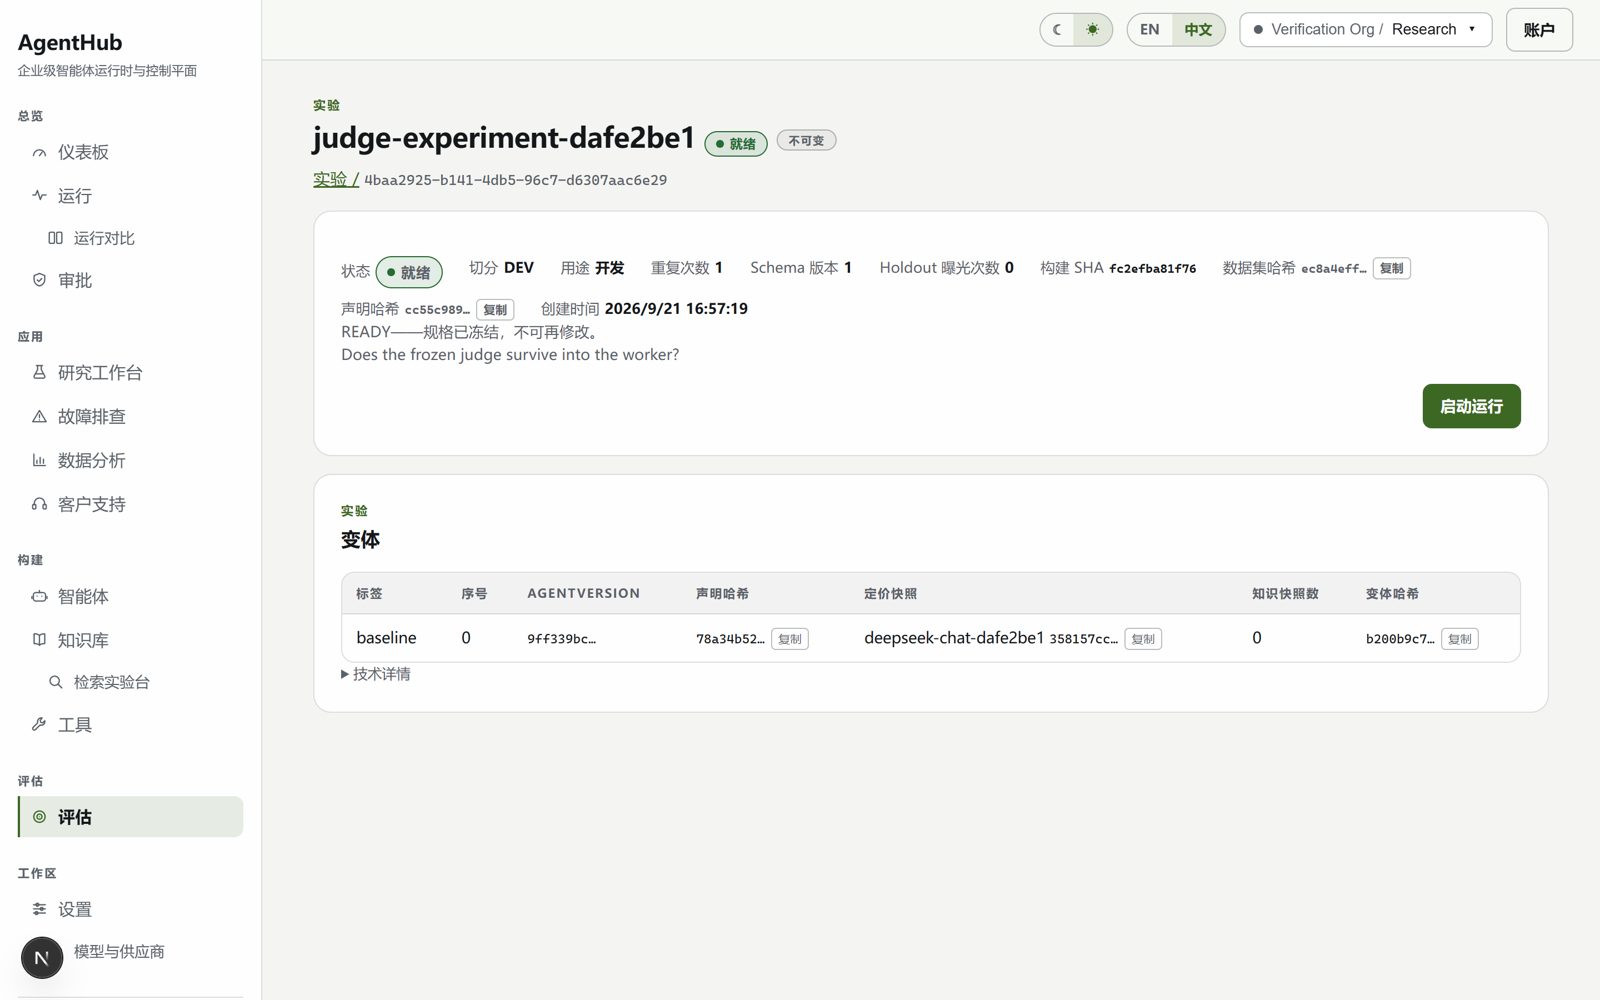 AgentHub
企业级智能体运行时与控制平面
总览
仪表板
运行
运行对比
审批
应用
研究工作台
故障排查
数据分析
客户支持
构建
智能体
知识库
检索实验台
工具
评估
评估
工作区
设置
模型与供应商
N
EN 中文 Verification Org / Research 账户
实验
judge-experiment-dafe2be1 就绪 不可变
实验 / 4baa2925-b141-4db5-96c7-d6307aac6e29
状态 就绪 切分 DEV 用途 开发 重复次数 1 Schema 版本 1 Holdout 曝光次数 0 构建 SHA fc2efba81f76 数据集哈希 ec8a4eff… 复制
声明哈希 cc55c989… 复制 创建时间 2026/9/21 16:57:19
READY——规格已冻结，不可再修改。
Does the frozen judge survive into the worker?
启动运行
实验
变体
标签 序号 AGENTVERSION 声明哈希 定价快照 知识快照数 变体哈希
baseline 0 9ff339bc… 78a34b52… 复制 deepseek-chat-dafe2be1 358157cc… 复制 0 b200b9c7… 复制
技术详情